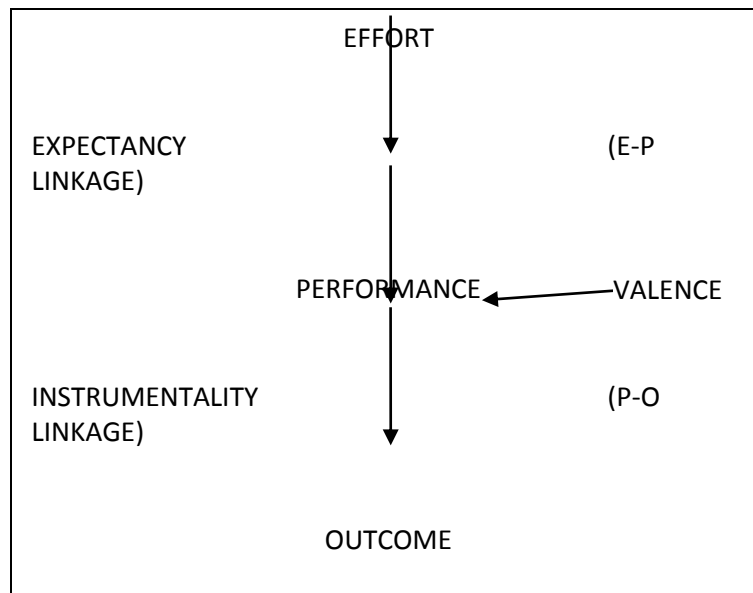 EFFORT
EXPECTANCY (E-P
LINKAGE)
PERFORMANCE VALENCE
INSTRUMENTALITY (P-O
LINKAGE)
OUTCOME